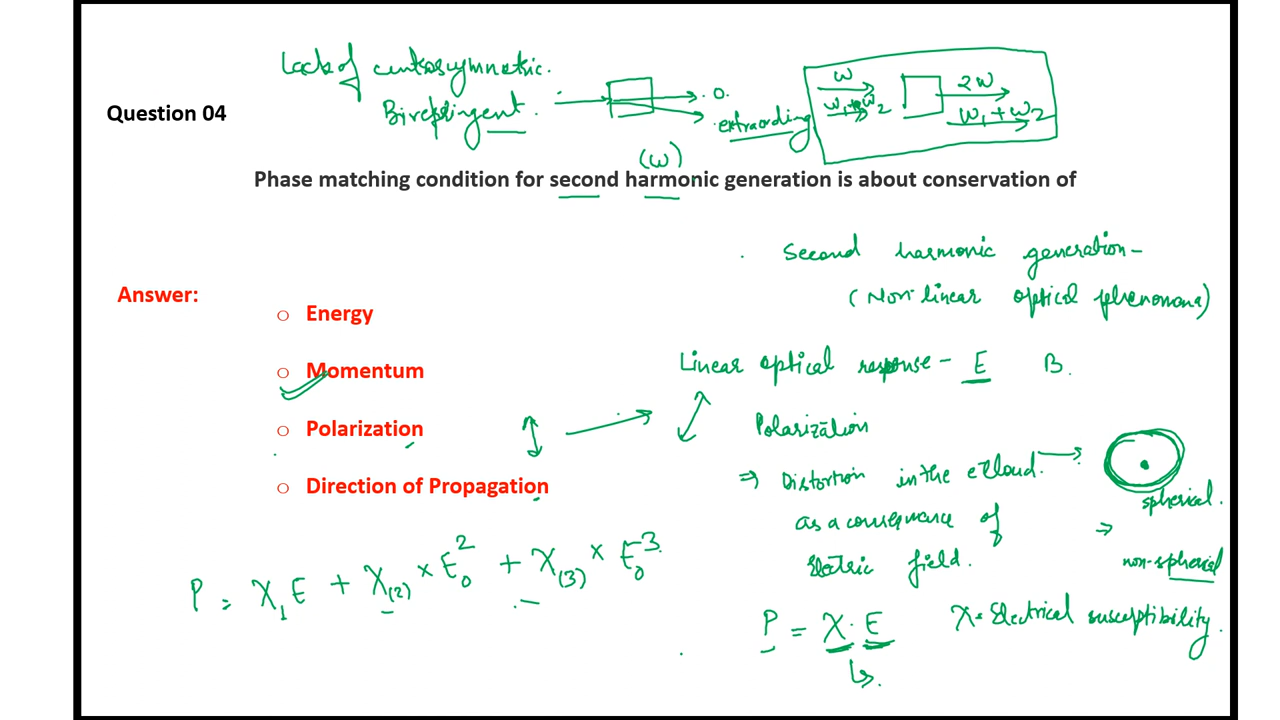 Lack of centrosymmetric.
Birefringent.
o.
extraording
(ω)
ω
ω₁+ω₂
2ω
ω₁+ω₂
Question 04
Phase matching condition for second harmonic generation is about conservation of
Second harmonic generation-
(Non-linear optical phenomona)
Answer:
Energy
Momentum
Polarization
Direction of Propagation
Linear optical response - E B.
Polarization
⇒ Distortion in the e⁻cloud. →
as a consequence of
Electric field.
spherical.
⇒
non-spherical
P = χ₁E + χ₍₂₎ × E₀² + χ₍₃₎ × E₀³
P = χ. E
χ = Electrical susceptibility.